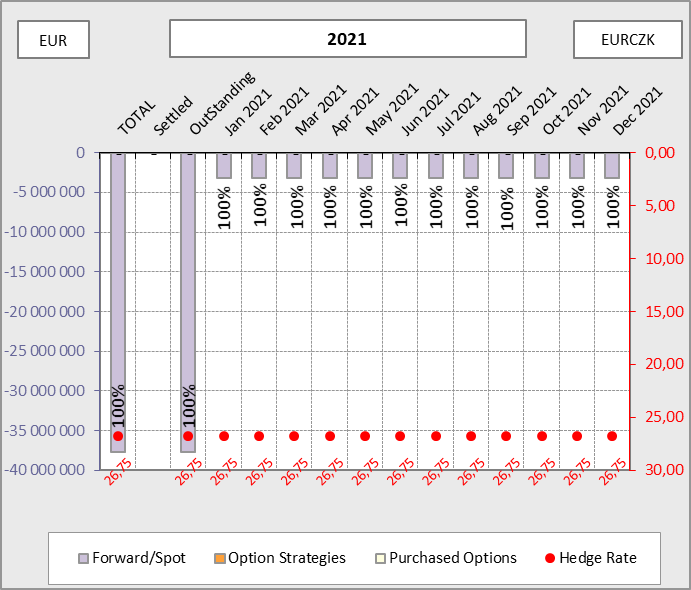 EUR
2021
EURCZK
TOTAL
Settled
OutStanding
Jan 2021
Feb 2021
Mar 2021
Apr 2021
May 2021
Jun 2021
Jul 2021
Aug 2021
Sep 2021
Oct 2021
Nov 2021
Dec 2021
0
-5 000 000
-10 000 000
-15 000 000
-20 000 000
-25 000 000
-30 000 000
-35 000 000
-40 000 000
100%
100%
100%
100%
100%
100%
100%
100%
100%
100%
100%
100%
100%
100%
0,00
5,00
10,00
15,00
20,00
25,00
30,00
26,75
26,75
26,75
26,75
26,75
26,75
26,75
26,75
26,75
26,75
26,75
26,75
26,75
26,75
Forward/Spot
Option Strategies
Purchased Options
Hedge Rate